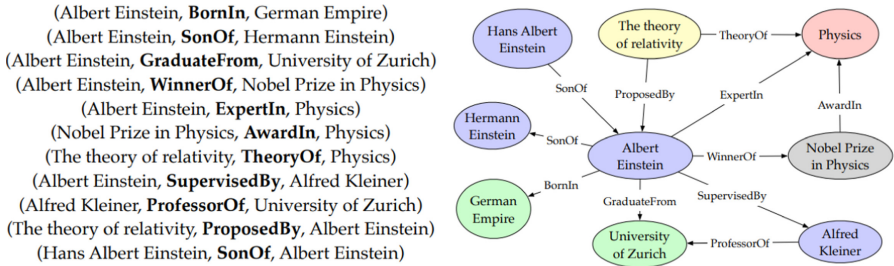 (Albert Einstein, BornIn, German Empire)
(Albert Einstein, SonOf, Hermann Einstein)
(Albert Einstein, GraduateFrom, University of Zurich)
(Albert Einstein, WinnerOf, Nobel Prize in Physics)
(Albert Einstein, ExpertIn, Physics)
(Nobel Prize in Physics, AwardIn, Physics)
(The theory of relativity, TheoryOf, Physics)
(Albert Einstein, SupervisedBy, Alfred Kleiner)
(Alfred Kleiner, ProfessorOf, University of Zurich)
(The theory of relativity, ProposedBy, Albert Einstein)
(Hans Albert Einstein, SonOf, Albert Einstein)
Hans Albert
Einstein
The theory
of relativity
TheoryOf
Physics
SonOf
ProposedBy
ExpertIn
AwardIn
Hermann
Einstein
SonOf
Albert
Einstein
WinnerOf
Nobel Prize
in Physics
BornIn
German
Empire
GraduateFrom
SupervisedBy
University
of Zurich
ProfessorOf
Alfred
Kleiner